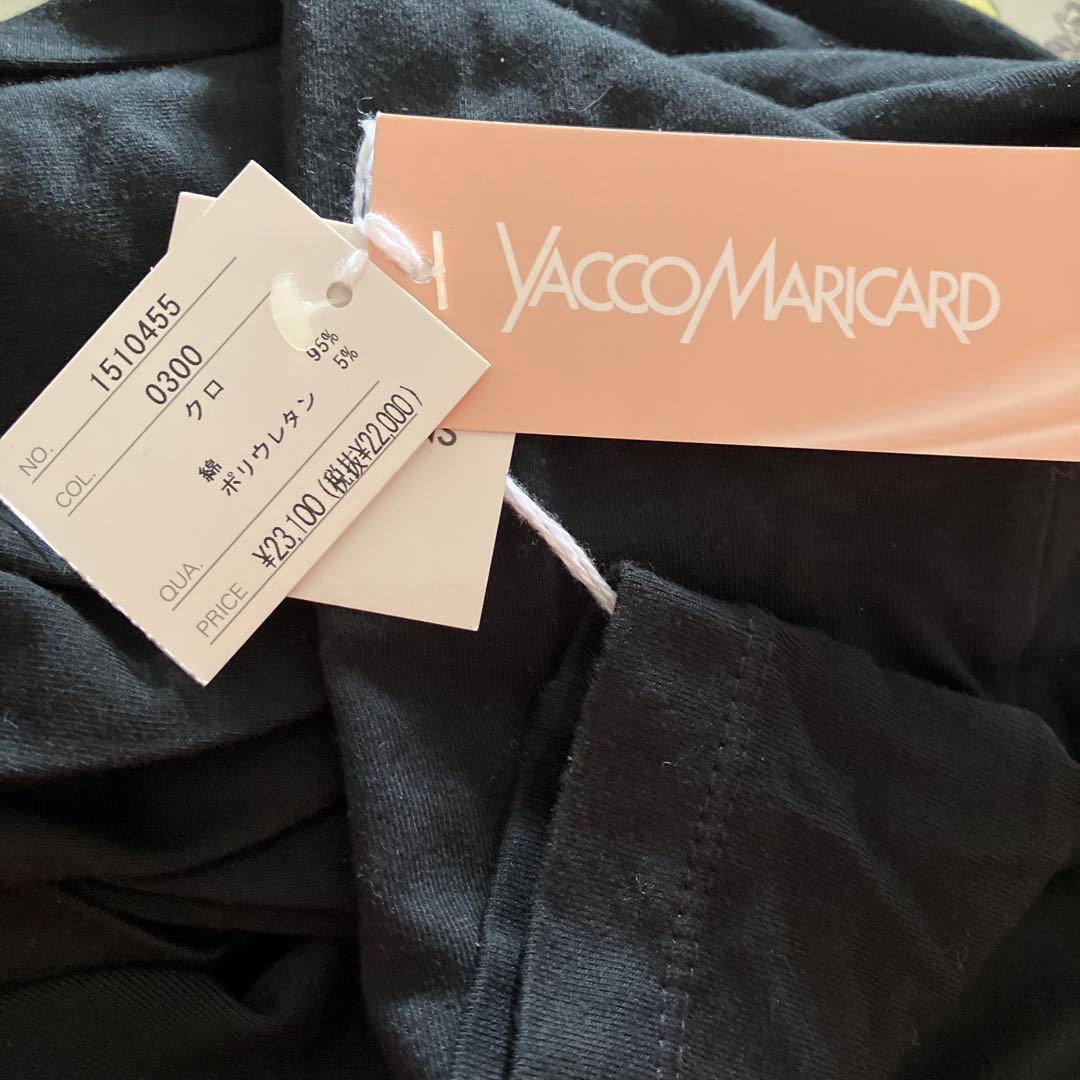 YACCOMARICARD
NO. 1510455
COL. 0300
クロ
綿 95%
ポリウレタン 5%
QUA.
PRICE ¥23,100(税抜¥22,000)